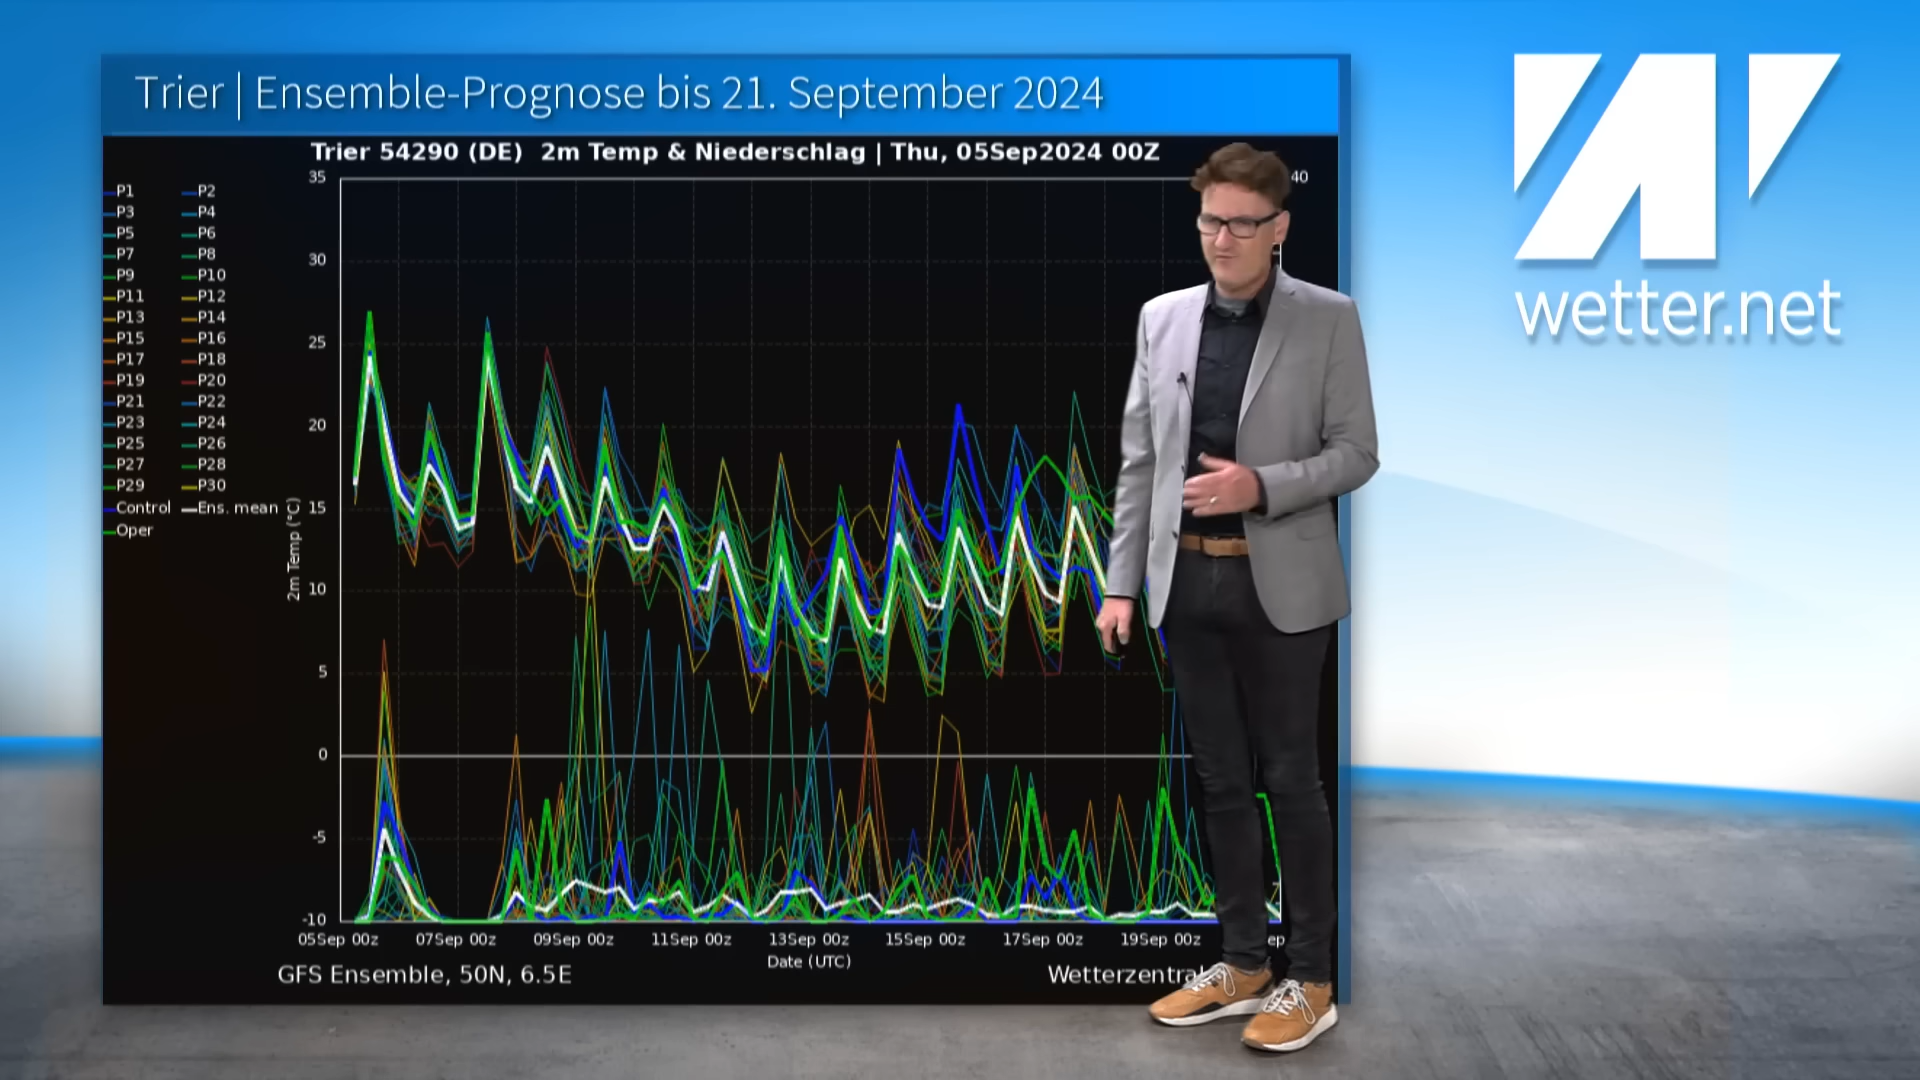 Trier | Ensemble-Prognose bis 21. September 2024
Trier 54290 (DE) 2m Temp & Niederschlag | Thu, 05Sep2024 00Z
P1 P2
P3 P4
P5 P6
P7 P8
P9 P10
P11 P12
P13 P14
P15 P16
P17 P18
P19 P20
P21 P22
P23 P24
P25 P26
P27 P28
P29 P30
Control Ens. mean
Oper
2m Temp (°C)
35
30
25
20
15
10
5
0
-5
-10
40
05Sep 00z 07Sep 00z 09Sep 00z 11Sep 00z 13Sep 00z 15Sep 00z 17Sep 00z 19Sep 00z
Date (UTC)
GFS Ensemble, 50N, 6.5E
Wetterzentral
wetter.net